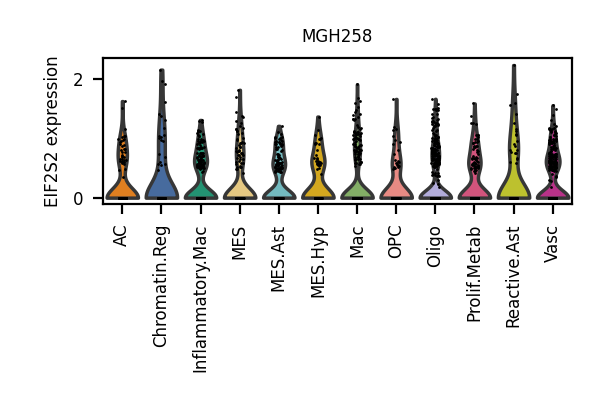 MGH258
EIF2S2 expression
2
0
AC
Chromatin.Reg
Inflammatory.Mac
MES
MES.Ast
MES.Hyp
Mac
OPC
Oligo
Prolif.Metab
Reactive.Ast
Vasc